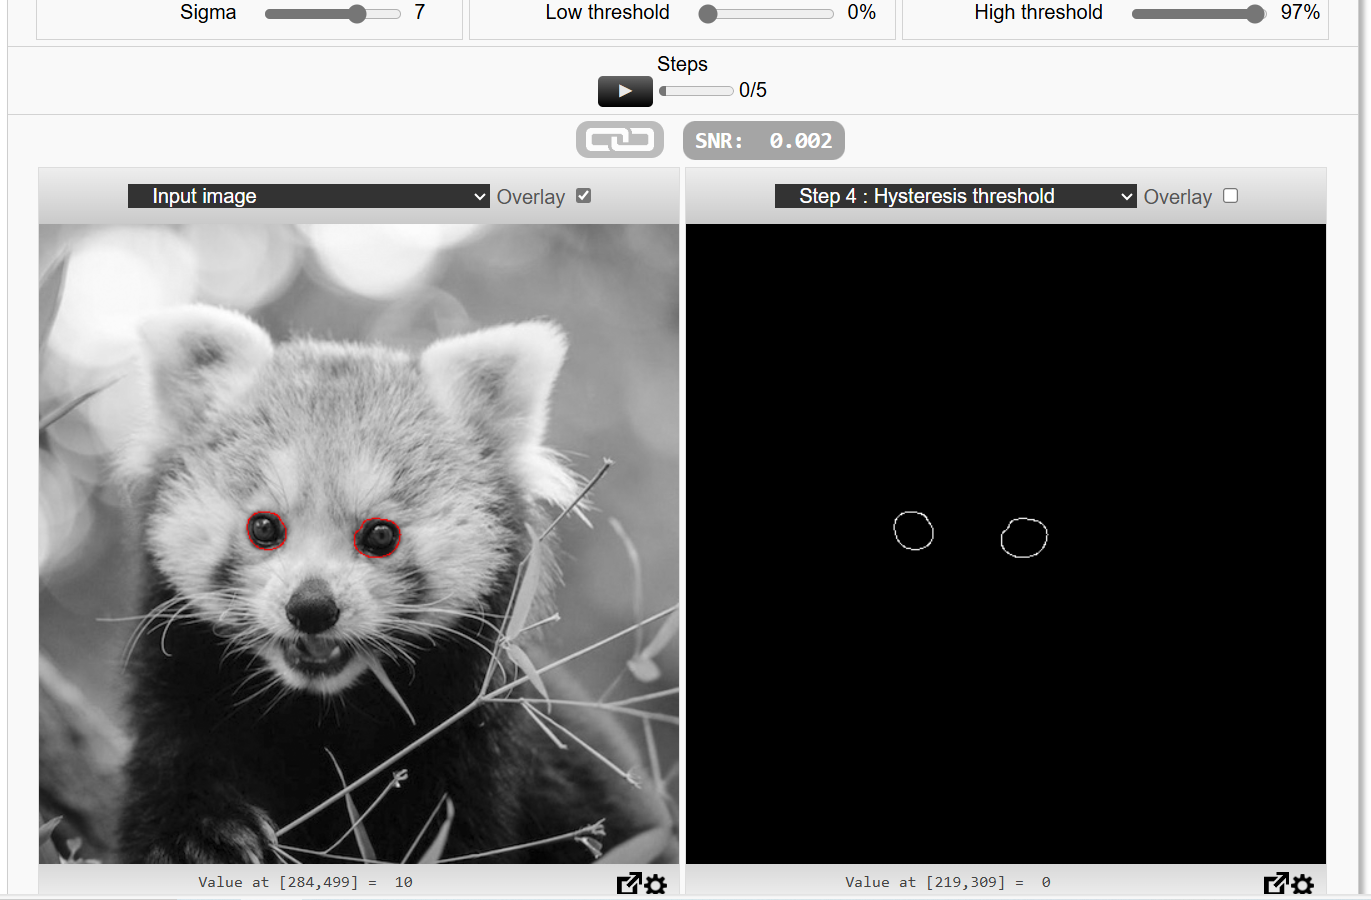 Sigma 7 Low threshold 0% High threshold 97%
Steps
0/5
SNR: 0.002
Input image Overlay Step 4 : Hysteresis threshold Overlay
Value at [284,499] = 10 Value at [219,309] = 0